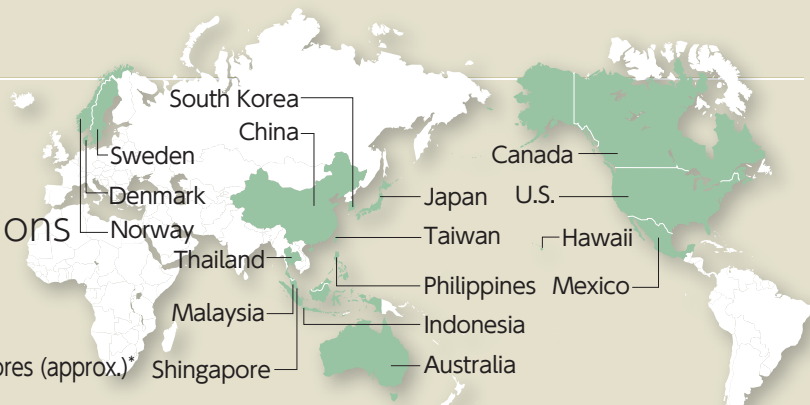 South Korea
China
Sweden
Canada
Denmark
Japan
U.S.
ons
Norway
Taiwan
Hawaii
Thailand
Philippines
Mexico
Malaysia
Indonesia
ores (approx.)*
Shingapore
Australia